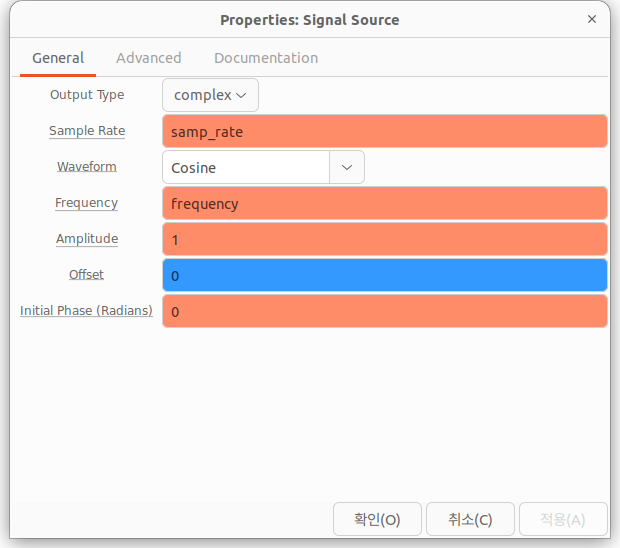 Properties: Signal Source
General Advanced Documentation
Output Type complex
Sample Rate samp_rate
Waveform Cosine
Frequency frequency
Amplitude 1
Offset 0
Initial Phase (Radians) 0
확인(O) 취소(C) 적용(A)